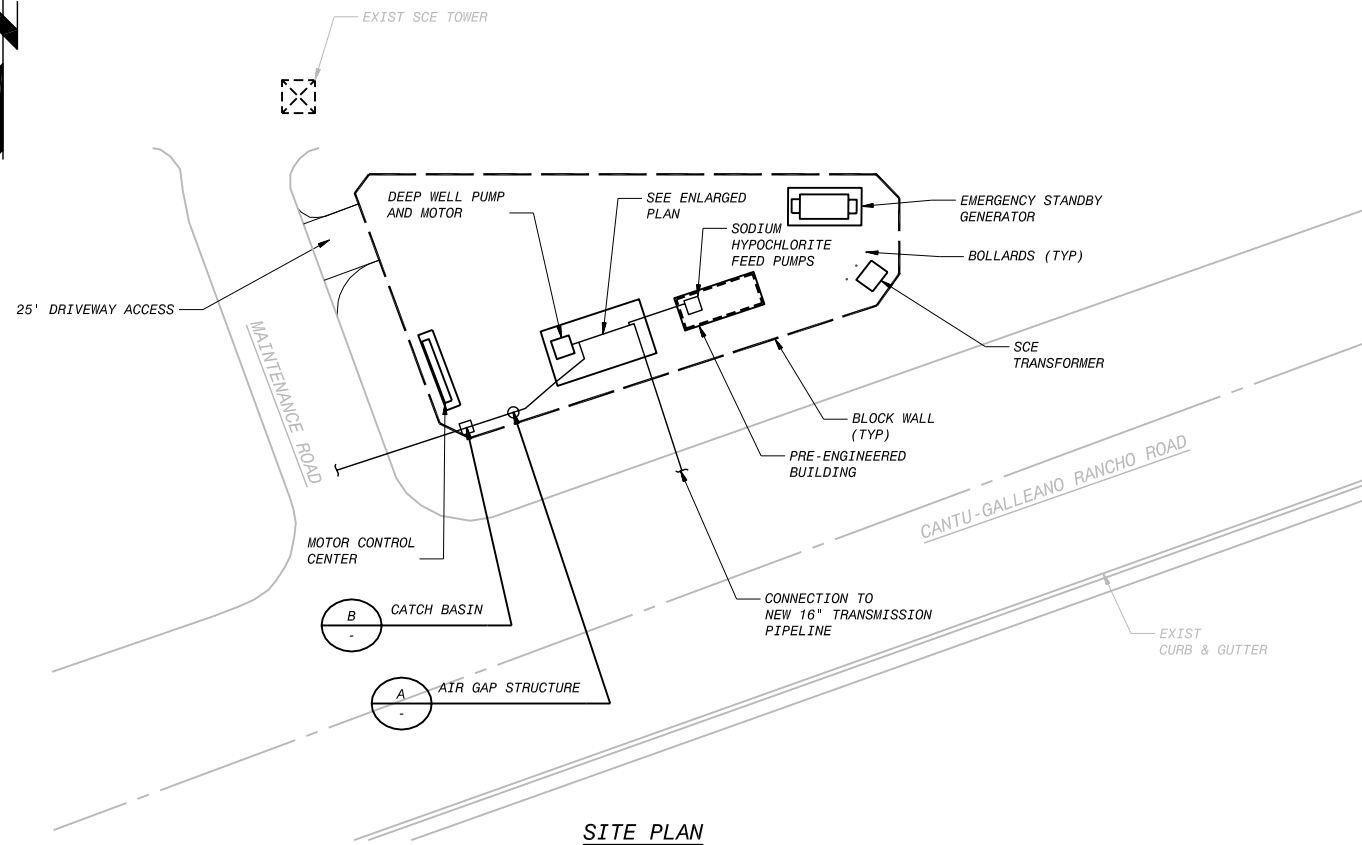 EXIST SCE TOWER
DEEP WELL PUMP
AND MOTOR
SEE ENLARGED
PLAN
SODIUM
HYPOCHLORITE
FEED PUMPS
EMERGENCY STANDBY
GENERATOR
BOLLARDS (TYP)
25' DRIVEWAY ACCESS
MAINTENANCE ROAD
SCE
TRANSFORMER
BLOCK WALL
(TYP)
PRE-ENGINEERED
BUILDING
CANTU-GALLEANO RANCHO ROAD
MOTOR CONTROL
CENTER
CONNECTION TO
NEW 16" TRANSMISSION
PIPELINE
B
-
CATCH BASIN
EXIST
CURB & GUTTER
A
-
AIR GAP STRUCTURE
SITE PLAN